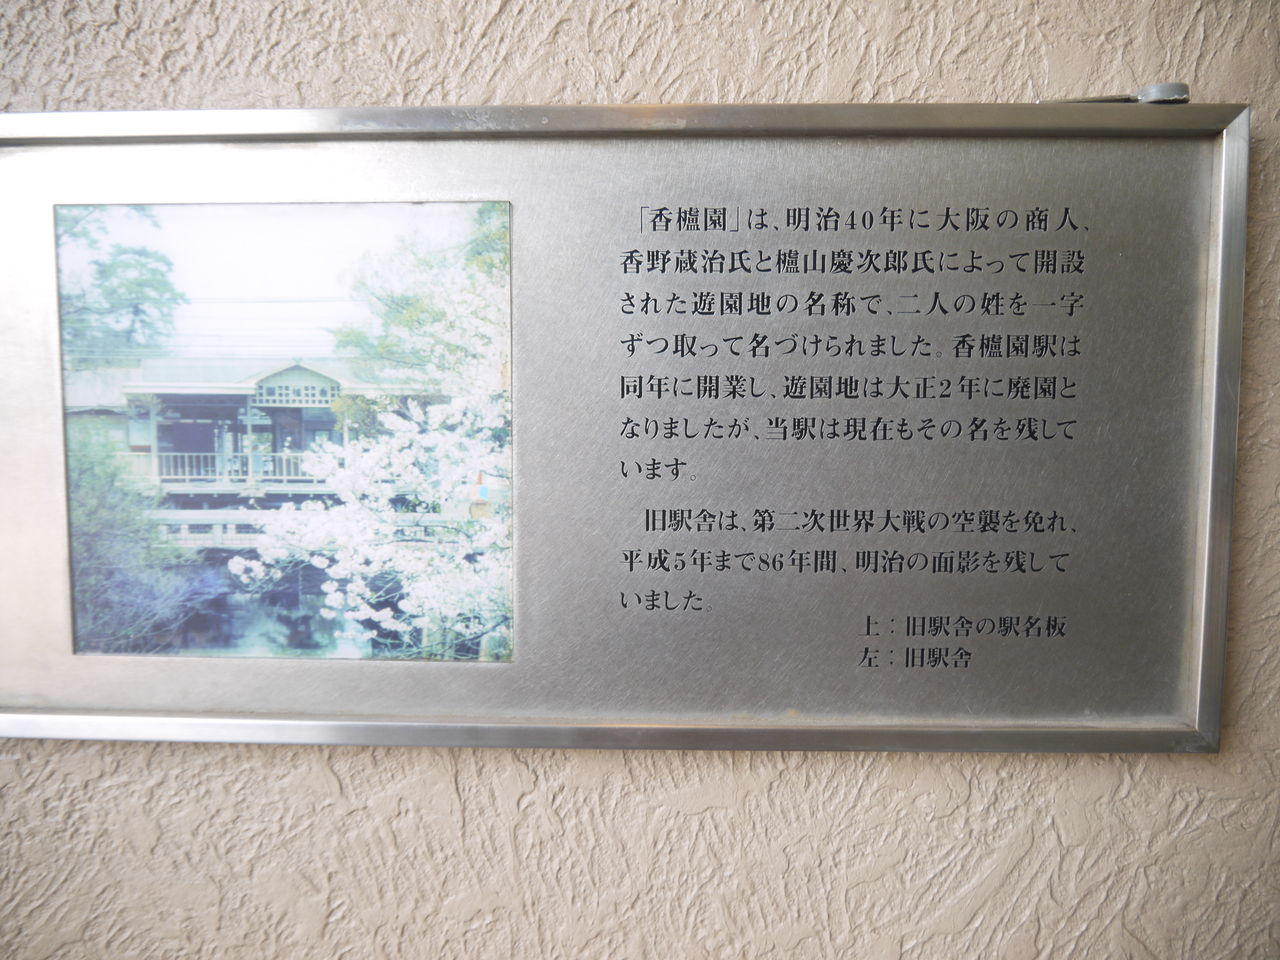 「香櫨園」は、明治40年に大阪の商人、
香野蔵治氏と櫨山慶次郎氏によって開設
された遊園地の名称で、二人の姓を一字
ずつ取って名づけられました。香櫨園駅は
同年に開業し、遊園地は大正2年に廃園と
なりましたが、当駅は現在もその名を残して
います。
旧駅舎は、第二次世界大戦の空襲を免れ、
平成5年まで86年間、明治の面影を残して
いました。
上：旧駅舎の駅名板
左：旧駅舎